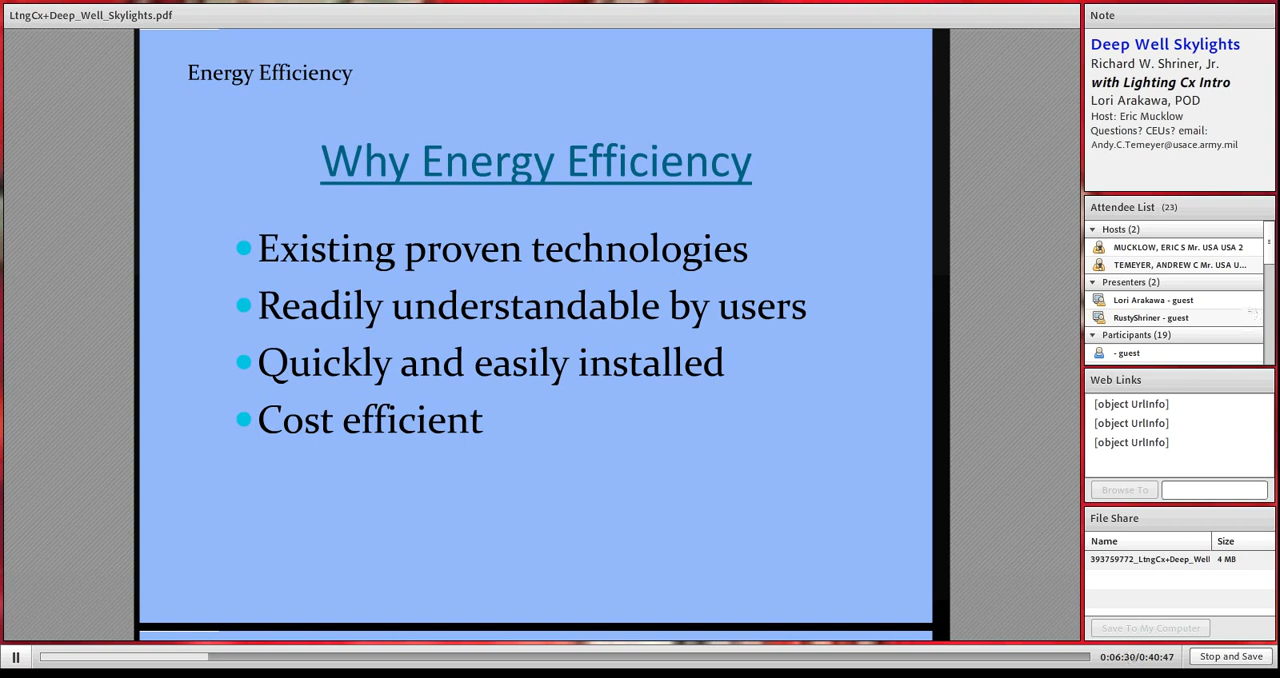 LtngCx+Deep_Well_Skylights.pdf
Energy Efficiency
Why Energy Efficiency
Existing proven technologies
Readily understandable by users
Quickly and easily installed
Cost efficient
Note
Deep Well Skylights
Richard W. Shriner, Jr.
with Lighting Cx Intro
Lori Arakawa, POD
Host: Eric Mucklow
Questions? CEUs? email:
Andy.C.Temeyer@usace.army.mil
Attendee List (23)
Hosts (2)
MUCKLOW, ERIC S Mr. USA USA 2
TEMEYER, ANDREW C Mr. USA U...
Presenters (2)
Lori Arakawa - guest
RustyShriner - guest
Participants (19)
- guest
Web Links
[object UrlInfo]
[object UrlInfo]
[object UrlInfo]
Browse To
File Share
Name Size
393759772_LtngCx+Deep_Well 4 MB
Save To My Computer
0:06:30/0:40:47 Stop and Save